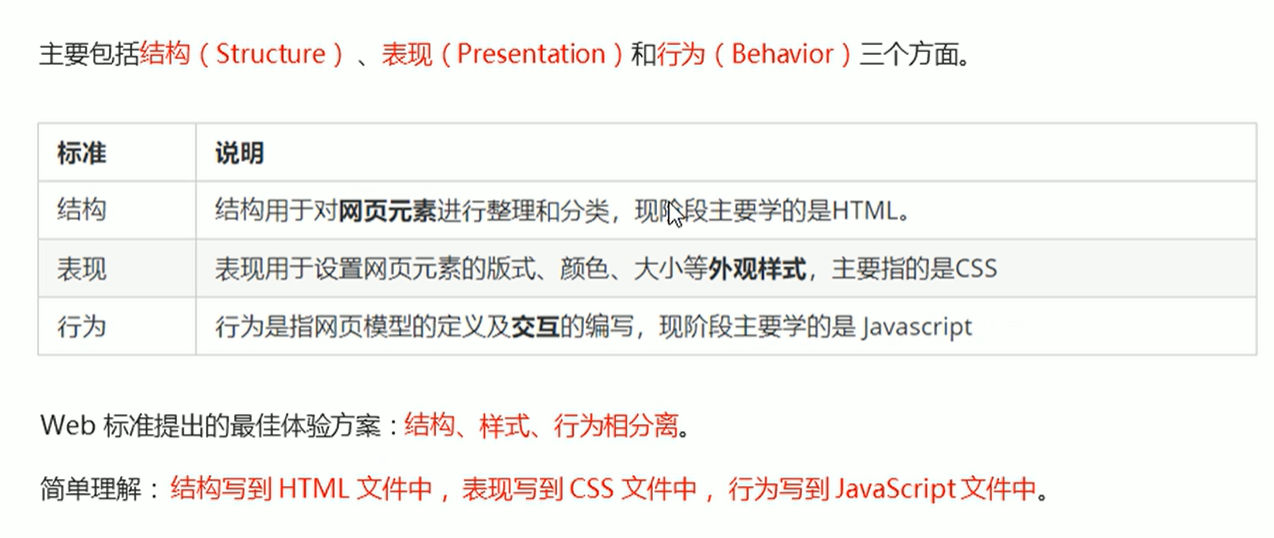 主要包括结构（Structure）、表现（Presentation）和行为（Behavior）三个方面。
标准 说明
结构 结构用于对网页元素进行整理和分类，现阶段主要学的是HTML。
表现 表现用于设置网页元素的版式、颜色、大小等外观样式，主要指的是CSS
行为 行为是指网页模型的定义及交互的编写，现阶段主要学的是 Javascript
Web 标准提出的最佳体验方案：结构、样式、行为相分离。
简单理解： 结构写到 HTML 文件中， 表现写到 CSS 文件中， 行为写到 JavaScript 文件中。